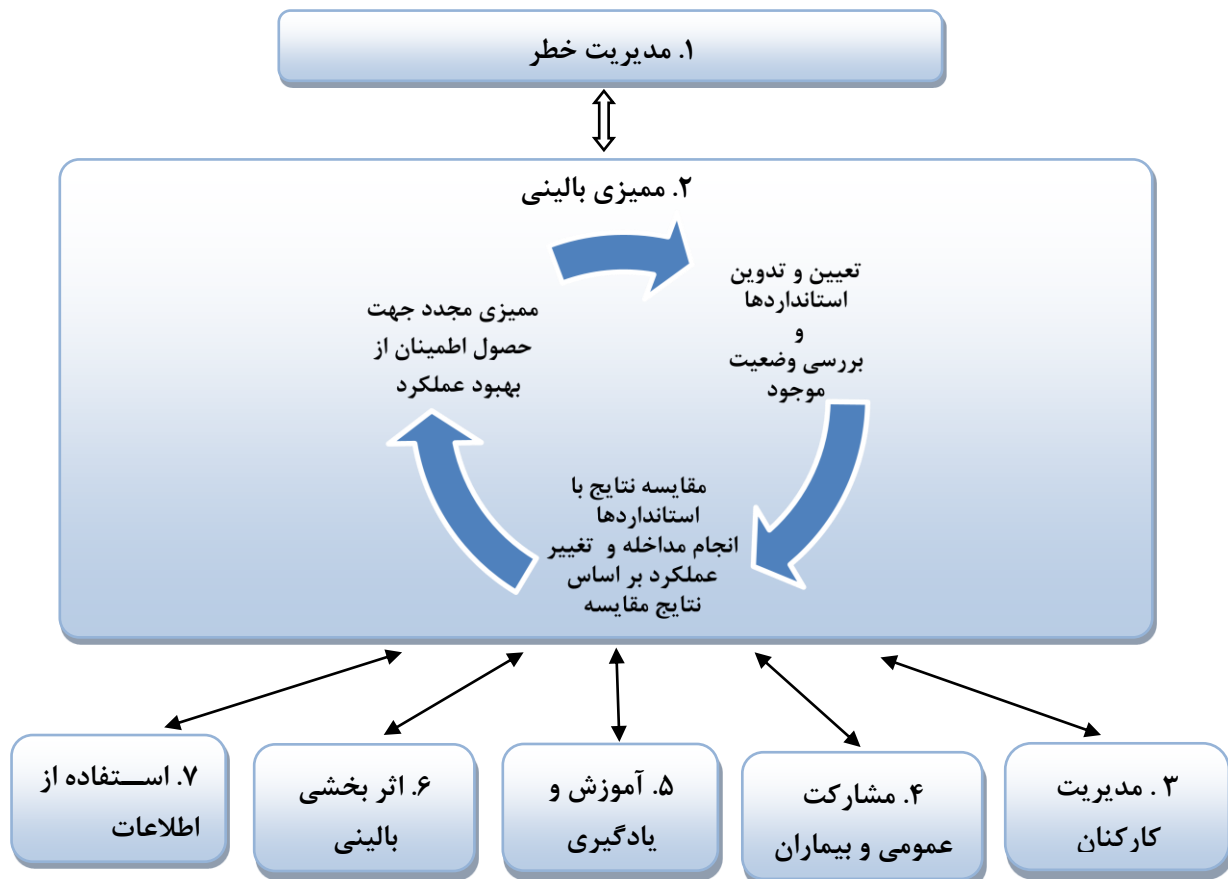 ۱. مدیریت خطر
۲. ممیزی بالینی
تعیین و تدوین
استانداردها
و
بررسی وضعیت
موجود
مقایسه نتایج با
استانداردها
انجام مداخله و تغییر
عملکرد بر اساس
نتایج مقایسه
ممیزی مجدد جهت
حصول اطمینان از
بهبود عملکرد
۳. مدیریت
کارکنان
۴. مشارکت
عمومی و بیماران
۵. آموزش و
یادگیری
۶. اثر بخشی
بالینی
۷. اســتفاده از
اطلاعات